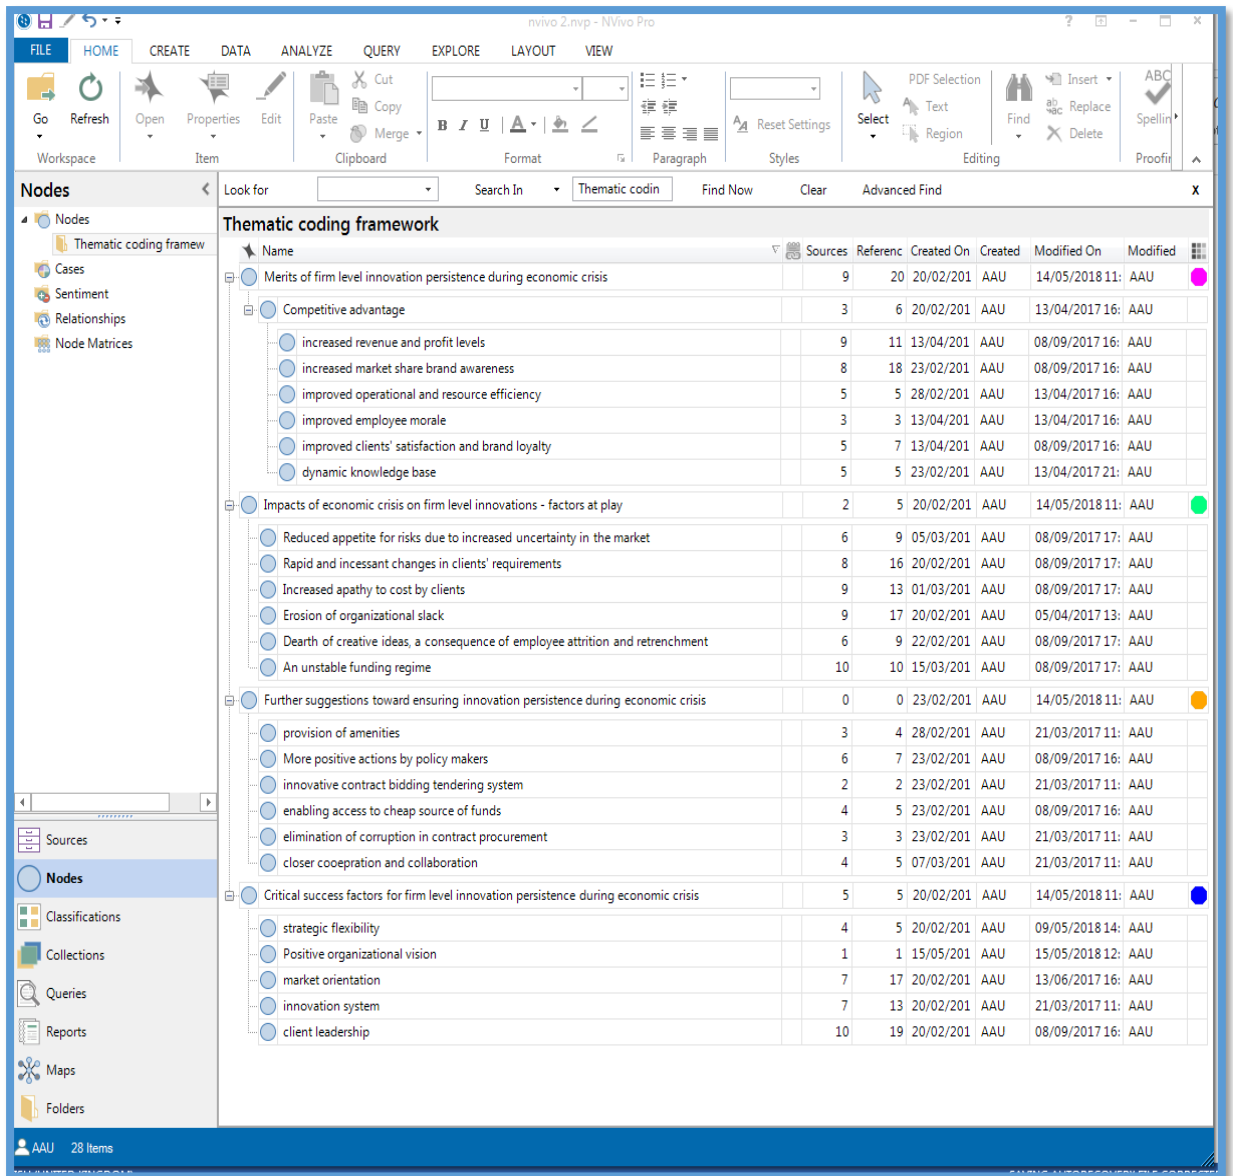 nvivo 2.nvp - NVivo Pro
FILE HOME CREATE DATA ANALYZE QUERY EXPLORE LAYOUT VIEW
Go Refresh Open Properties Edit Paste Cut Copy Merge B I U A Reset Settings Select PDF Selection Text Region Find Insert Replace Delete ABC Spellin
Workspace Item Clipboard Format Paragraph Styles Editing Proofin
Nodes Look for Search In Thematic codin Find Now Clear Advanced Find X
Nodes
Thematic coding framew
Cases
Sentiment
Relationships
Node Matrices
Thematic coding framework
Name Sources Referenc Created On Created Modified On Modified
Merits of firm level innovation persistence during economic crisis 9 20 20/02/201 AAU 14/05/2018 11: AAU
Competitive advantage 3 6 20/02/201 AAU 13/04/2017 16: AAU
increased revenue and profit levels 9 11 13/04/201 AAU 08/09/2017 16: AAU
increased market share brand awareness 8 18 23/02/201 AAU 08/09/2017 16: AAU
improved operational and resource efficiency 5 5 28/02/201 AAU 13/04/2017 16: AAU
improved employee morale 3 3 13/04/201 AAU 13/04/2017 16: AAU
improved clients' satisfaction and brand loyalty 5 7 13/04/201 AAU 08/09/2017 16: AAU
dynamic knowledge base 5 5 23/02/201 AAU 13/04/2017 21: AAU
Impacts of economic crisis on firm level innovations - factors at play 2 5 20/02/201 AAU 14/05/2018 11: AAU
Reduced appetite for risks due to increased uncertainty in the market 6 9 05/03/201 AAU 08/09/2017 17: AAU
Rapid and incessant changes in clients' requirements 8 16 20/02/201 AAU 08/09/2017 17: AAU
Increased apathy to cost by clients 9 13 01/03/201 AAU 08/09/2017 17: AAU
Erosion of organizational slack 9 17 20/02/201 AAU 05/04/2017 13: AAU
Dearth of creative ideas, a consequence of employee attrition and retrenchment 6 9 22/02/201 AAU 08/09/2017 17: AAU
An unstable funding regime 10 10 15/03/201 AAU 08/09/2017 17: AAU
Further suggestions toward ensuring innovation persistence during economic crisis 0 0 23/02/201 AAU 14/05/2018 11: AAU
provision of amenities 3 4 28/02/201 AAU 21/03/2017 11: AAU
More positive actions by policy makers 6 7 23/02/201 AAU 08/09/2017 16: AAU
innovative contract bidding tendering system 2 2 23/02/201 AAU 21/03/2017 11: AAU
enabling access to cheap source of funds 4 5 23/02/201 AAU 08/09/2017 16: AAU
elimination of corruption in contract procurement 3 3 23/02/201 AAU 21/03/2017 11: AAU
closer cooepration and collaboration 4 5 07/03/201 AAU 21/03/2017 11: AAU
Critical success factors for firm level innovation persistence during economic crisis 5 5 20/02/201 AAU 14/05/2018 11: AAU
strategic flexibility 4 5 20/02/201 AAU 09/05/2018 14: AAU
Positive organizational vision 1 1 15/05/201 AAU 15/05/2018 12: AAU
market orientation 7 17 20/02/201 AAU 13/06/2017 16: AAU
innovation system 7 13 20/02/201 AAU 21/03/2017 11: AAU
client leadership 10 19 20/02/201 AAU 08/09/2017 16: AAU
Sources
Nodes
Classifications
Collections
Queries
Reports
Maps
Folders
AAU 28 Items